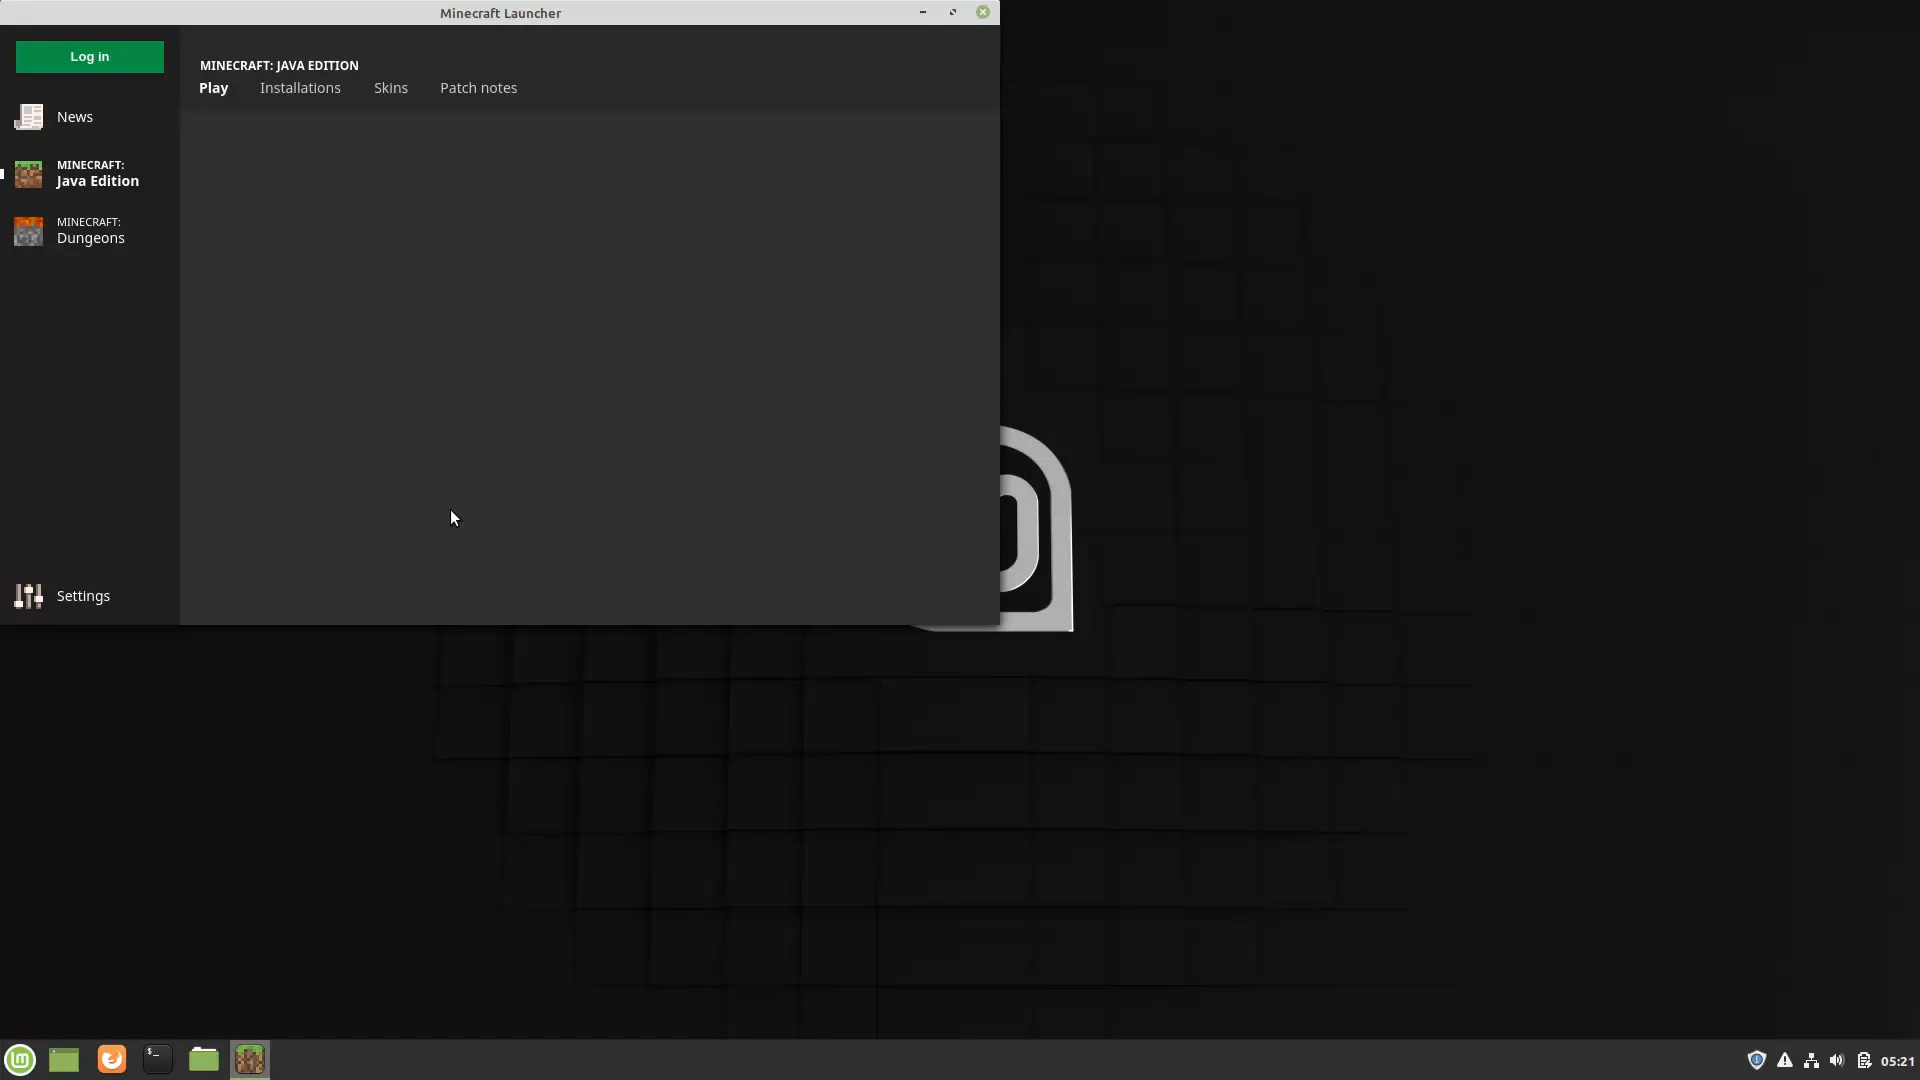 Minecraft Launcher
Log in
News
MINECRAFT:
Java Edition
MINECRAFT:
Dungeons
Settings
MINECRAFT: JAVA EDITION
Play Installations Skins Patch notes
05:21